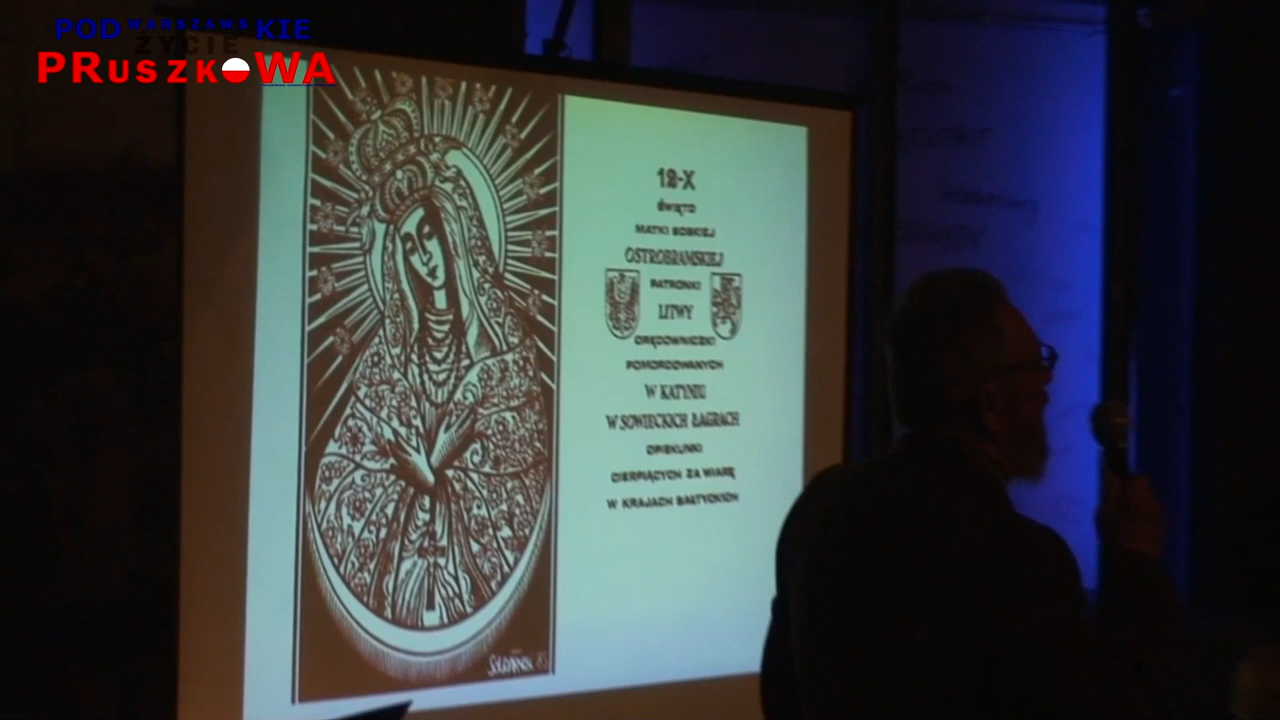 PODWARSZAWSKIE
ŻYCIE
PRUSZKOWA
12-X
ŚWIĘTO
MATKI BOSKIEJ
OSTROBRAMSKIEJ
PATRONKI
LITWY
ORĘDOWNICZKI
POMORDOWANYCH
W KATYNIU
W SOWIECKICH ŁAGRACH
OPIEKUNKI
CIERPIĄCYCH ZA WIARĘ
W KRAJACH BAŁTYCKICH
85